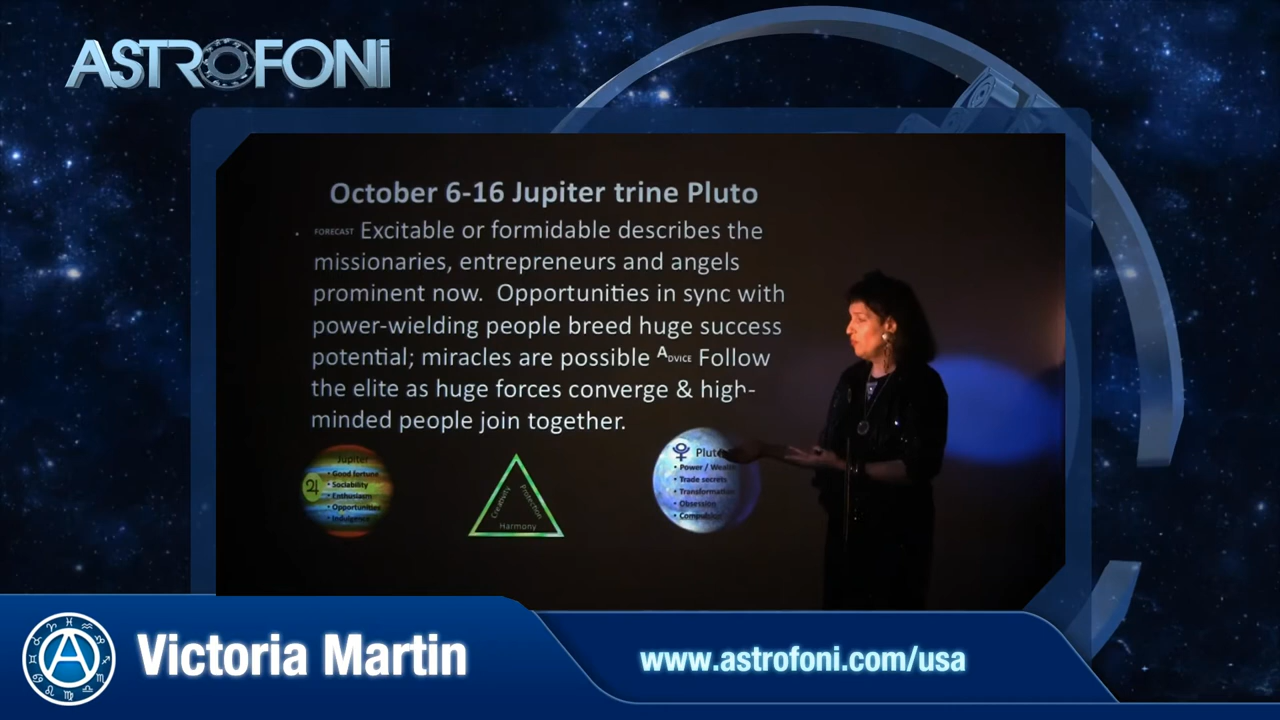 ASTROFONi
October 6-16 Jupiter trine Pluto
. FORECAST Excitable or formidable describes the
missionaries, entrepreneurs and angels
prominent now.  Opportunities in sync with
power-wielding people breed huge success
potential; miracles are possible ADVICE Follow
the elite as huge forces converge & high-
minded people join together.
Jupiter
• Good fortune
• Sociability
• Enthusiasm
• Opportunities
• Indulgence
♃
Creativity
Protection
Harmony
Pluto
• Power / Wealth
• Trade secrets
• Transformation
• Obsession
• Compulsion
Victoria Martin
www.astrofoni.com/usa